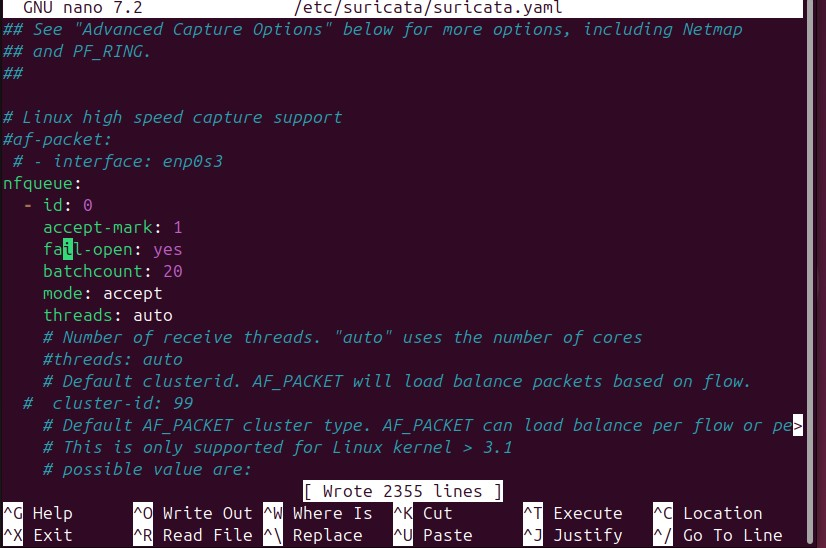 GNU nano 7.2 /etc/suricata/suricata.yaml
## See "Advanced Capture Options" below for more options, including Netmap
## and PF_RING.
##
# Linux high speed capture support
#af-packet:
 # - interface: enp0s3
nfqueue:
  - id: 0
    accept-mark: 1
    fail-open: yes
    batchcount: 20
    mode: accept
    threads: auto
    # Number of receive threads. "auto" uses the number of cores
    #threads: auto
    # Default clusterid. AF_PACKET will load balance packets based on flow.
  #  cluster-id: 99
    # Default AF_PACKET cluster type. AF_PACKET can load balance per flow or pe>
    # This is only supported for Linux kernel > 3.1
    # possible value are:
[ Wrote 2355 lines ]
^G Help ^O Write Out ^W Where Is ^K Cut ^T Execute ^C Location
^X Exit ^R Read File ^\ Replace ^U Paste ^J Justify ^/ Go To Line